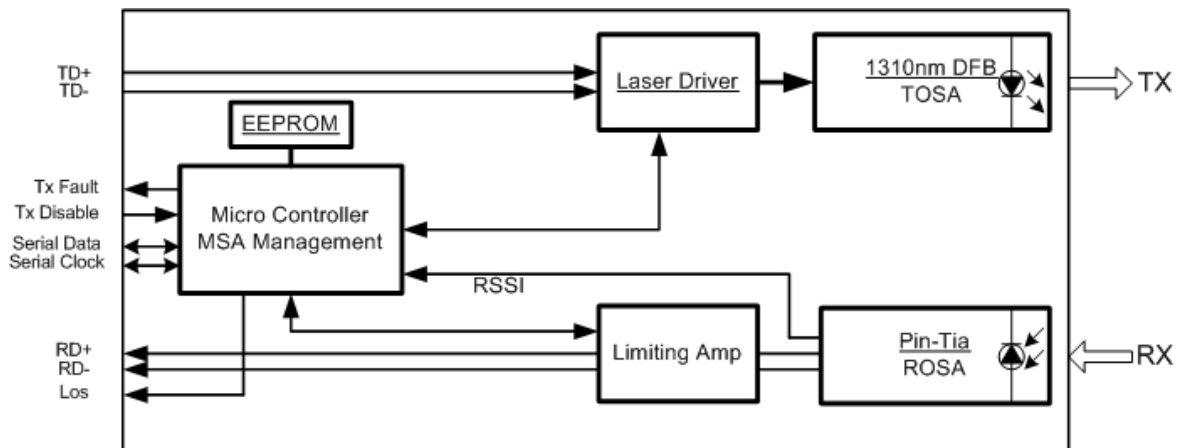 TD+
TD-
Laser Driver
1310nm DFB
TOSA
TX
EEPROM
Tx Fault
Tx Disable
Serial Data
Serial Clock
Micro Controller
MSA Management
RSSI
RD+
RD-
Los
Limiting Amp
Pin-Tia
ROSA
RX